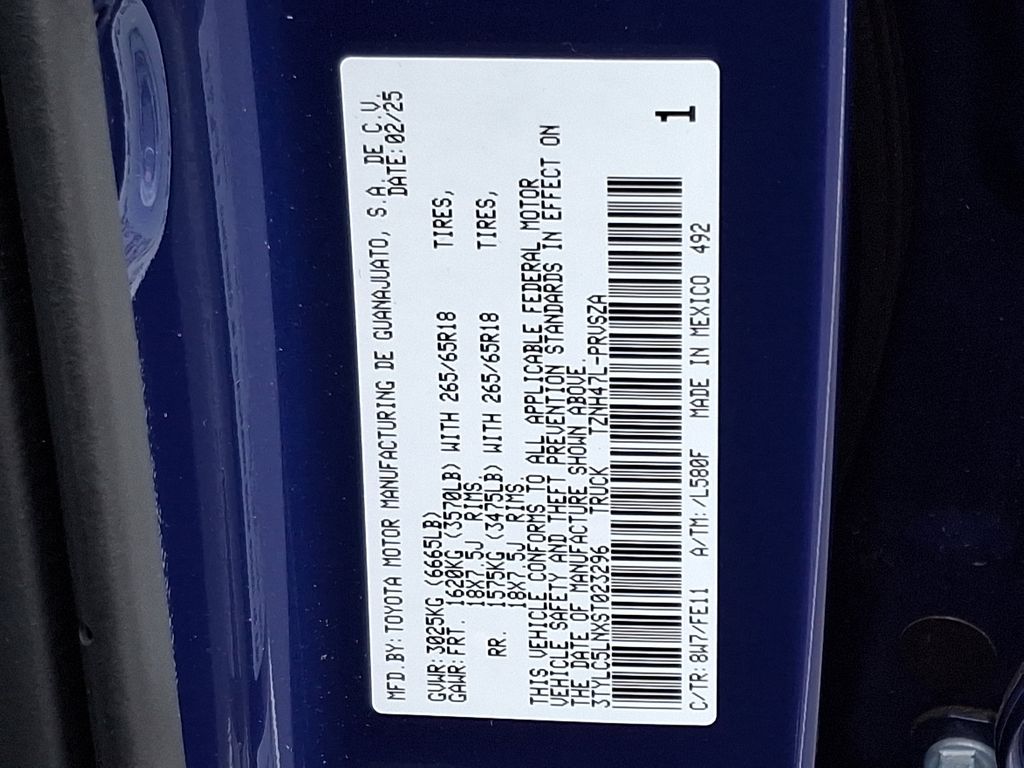 MFD.BY:TOYOTA MOTOR MANUFACTURING DE GUANAJUATO, S.A. DE C.V.
DATE:02/25
GVWR:3025KG (6665LB)
GAWR:FRT. 1620KG (3570LB) WITH 265/65R18 TIRES,
18X7.5J RIMS,
RR. 1575KG (3475LB) WITH 265/65R18 TIRES,
18X7.5J RIMS.
THIS VEHICLE CONFORMS TO ALL APPLICABLE FEDERAL MOTOR
VEHICLE SAFETY AND THEFT PREVENTION STANDARDS IN EFFECT ON
THE DATE OF MANUFACTURE SHOWN ABOVE.
3TYLC5LNXST023296 TRUCK TZNH47L-PRVSZA
1
C/TR:8W7/FE11 A/TM:/L580F MADE IN MEXICO 492